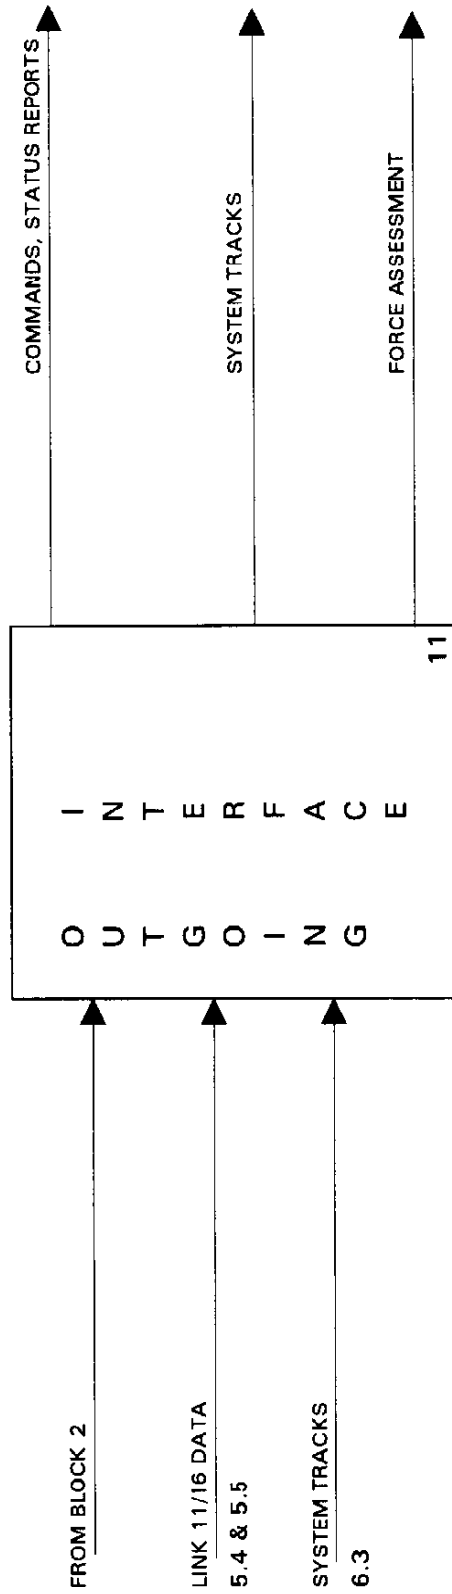 FROM BLOCK 2
LINK 11/16 DATA
5.4 & 5.5
SYSTEM TRACKS
6.3
OUTGOING
INTERFACE
11
COMMANDS, STATUS REPORTS
SYSTEM TRACKS
FORCE ASSESSMENT